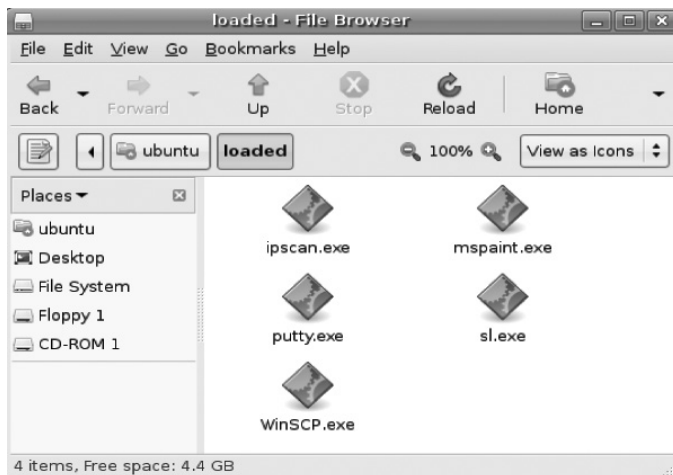 loaded - File Browser
File Edit View Go Bookmarks Help
Back Forward Up Stop Reload Home
ubuntu loaded 100% View as Icons
Places
ubuntu
Desktop
File System
Floppy 1
CD-ROM 1
ipscan.exe mspaint.exe
putty.exe sl.exe
WinSCP.exe
4 items, Free space: 4.4 GB